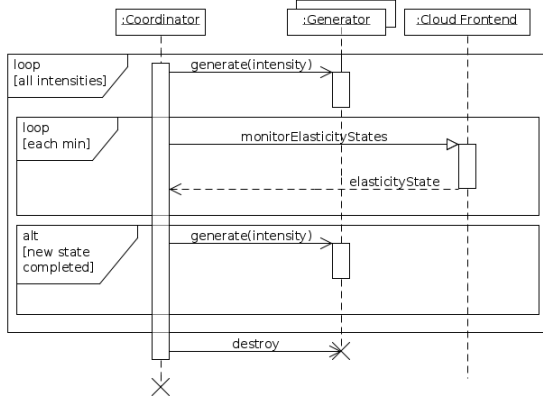 :Coordinator
:Generator
:Cloud Frontend
loop
[all intensities]
generate(intensity)
loop
[each min]
monitorElasticityStates
elasticityState
alt
[new state
completed]
generate(intensity)
destroy